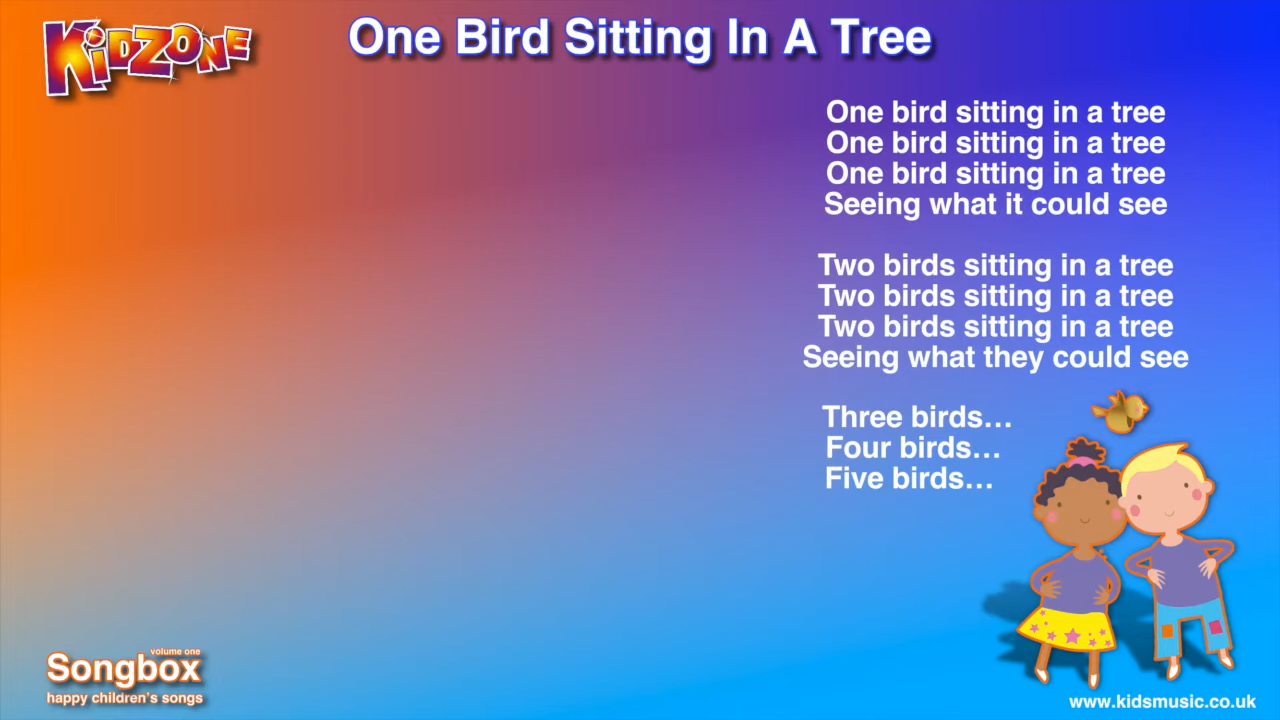 KiDZONE
One Bird Sitting In A Tree
One bird sitting in a tree
One bird sitting in a tree
One bird sitting in a tree
Seeing what it could see
Two birds sitting in a tree
Two birds sitting in a tree
Two birds sitting in a tree
Seeing what they could see
Three birds...
Four birds...
Five birds...
volume one
Songbox
happy children's songs
www.kidsmusic.co.uk